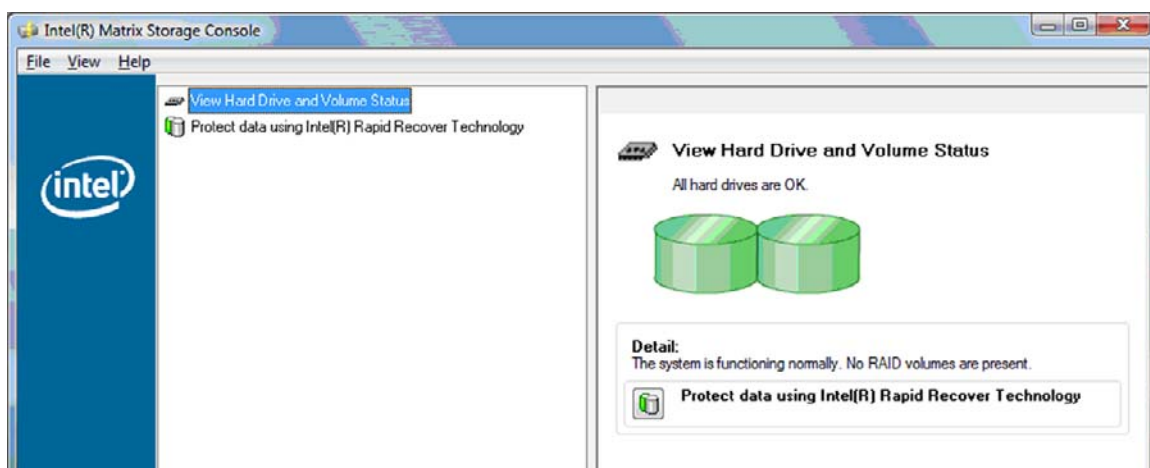 Intel(R) Matrix Storage Console
File View Help
intel
View Hard Drive and Volume Status
Protect data using Intel(R) Rapid Recover Technology
View Hard Drive and Volume Status
All hard drives are OK.
Detail:
The system is functioning normally. No RAID volumes are present.
Protect data using Intel(R) Rapid Recover Technology